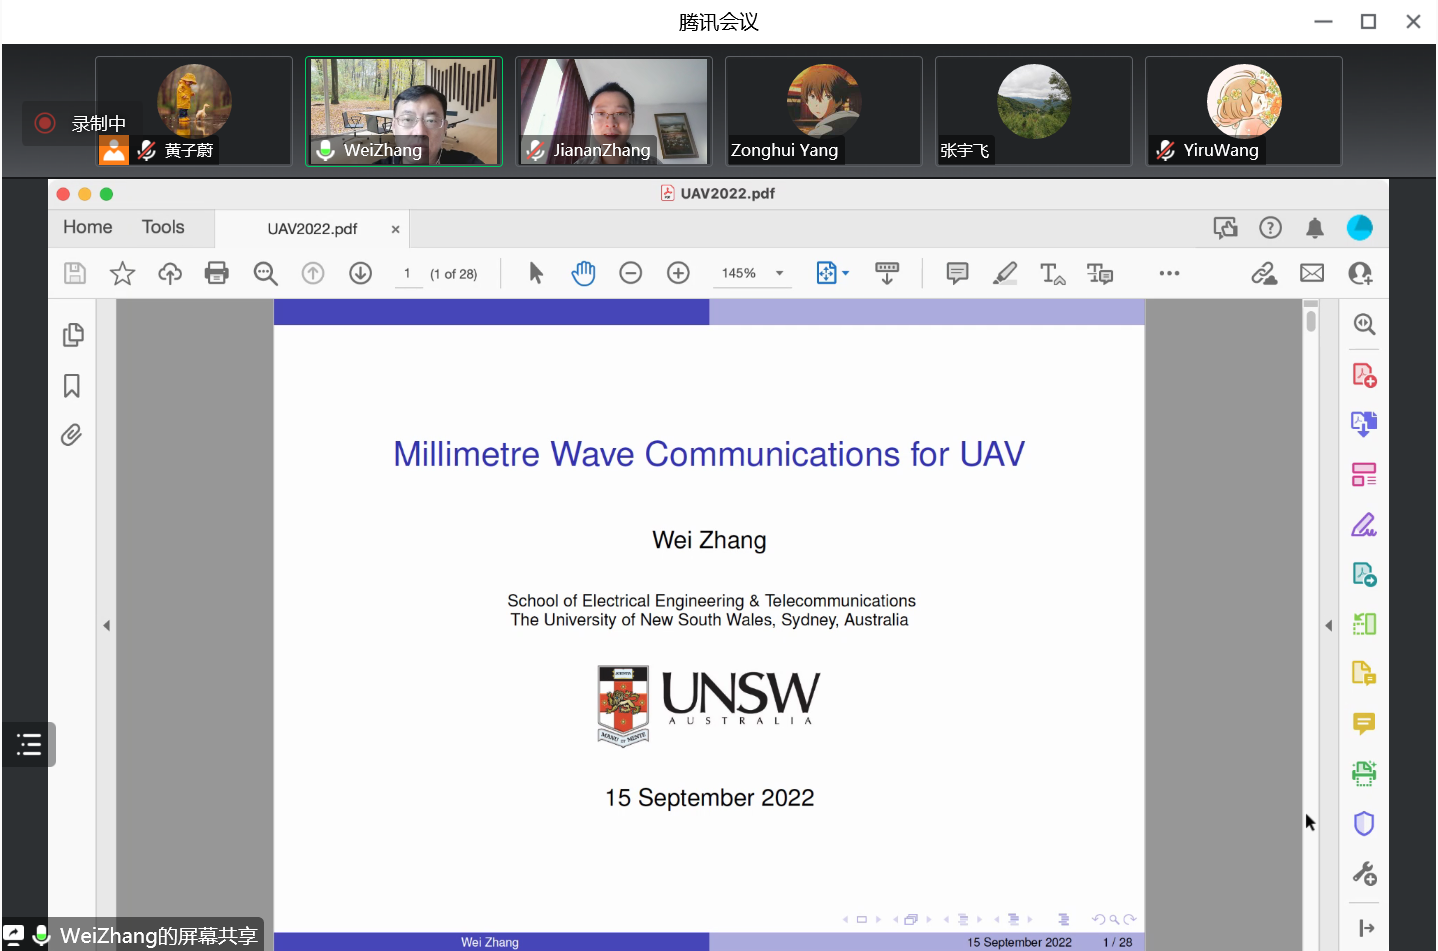 腾讯会议
录制中
黄子蔚
WeiZhang
JiananZhang
Zonghui Yang
张宇飞
YiruWang
UAV2022.pdf
Home
Tools
UAV2022.pdf
1
(1 of 28)
145%
Millimetre Wave Communications for UAV
Wei Zhang
School of Electrical Engineering & Telecommunications
The University of New South Wales, Sydney, Australia
UNSW
AUSTRALIA
15 September 2022
WeiZhang的屏幕共享
Wei Zhang
15 September 2022
1 / 28